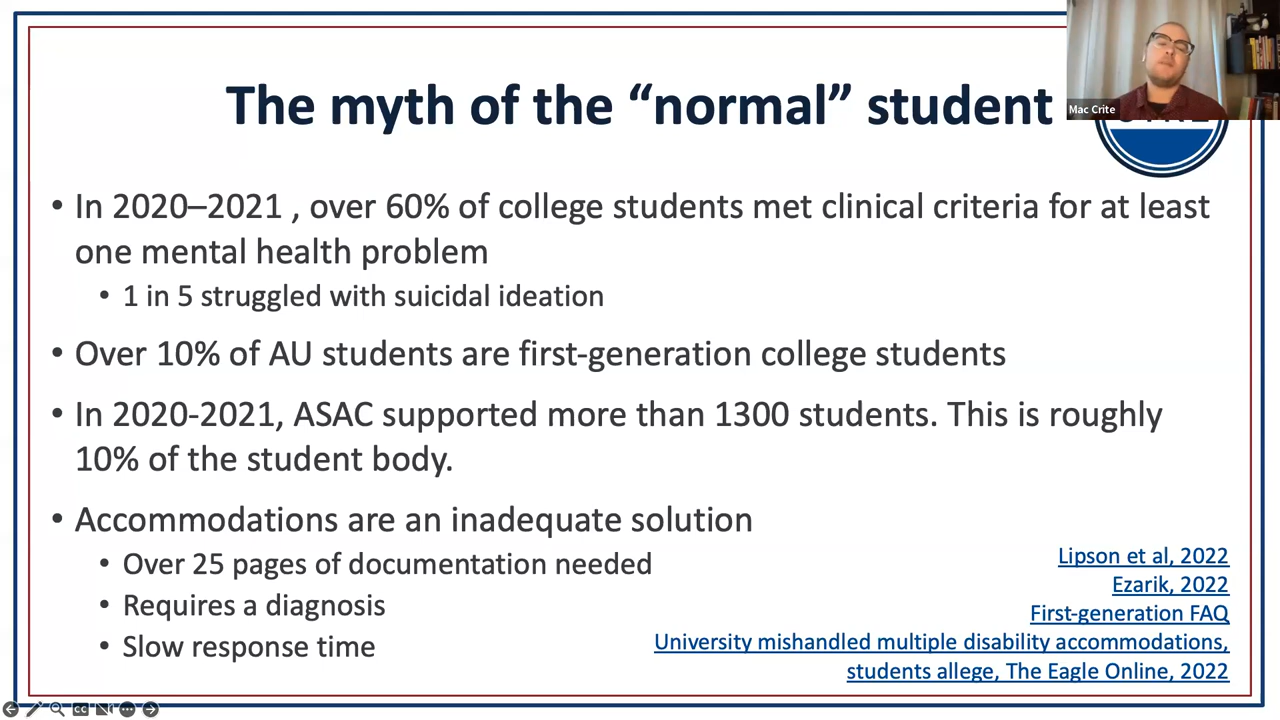 The myth of the “normal” student
Mac Crite
• In 2020–2021 , over 60% of college students met clinical criteria for at least
one mental health problem
• 1 in 5 struggled with suicidal ideation
• Over 10% of AU students are first-generation college students
• In 2020-2021, ASAC supported more than 1300 students. This is roughly
10% of the student body.
• Accommodations are an inadequate solution
• Over 25 pages of documentation needed
• Requires a diagnosis
• Slow response time
Lipson et al, 2022
Ezarik, 2022
First-generation FAQ
University mishandled multiple disability accommodations,
students allege, The Eagle Online, 2022
CC